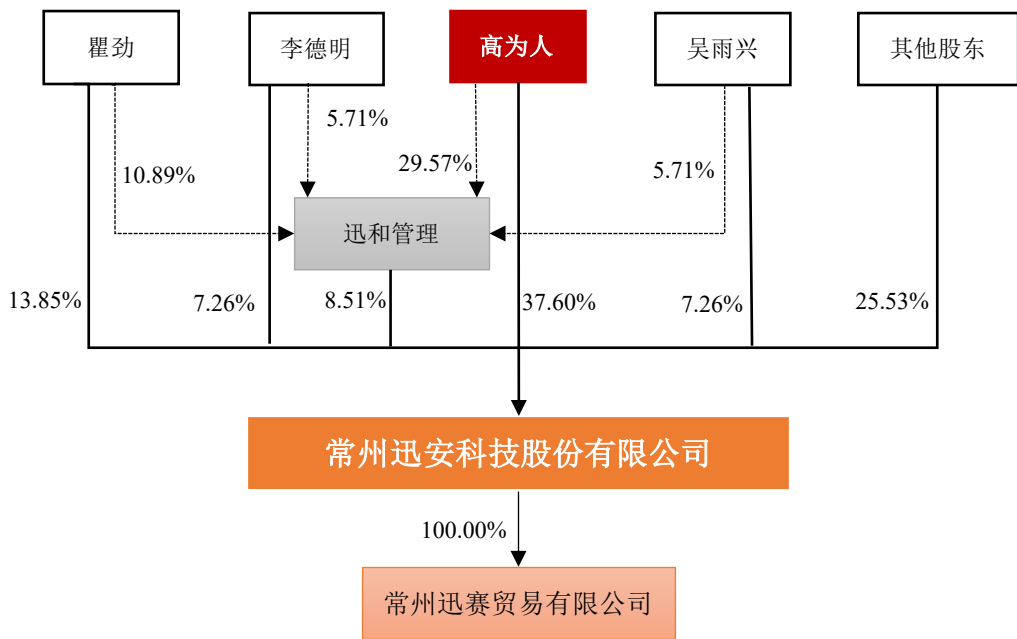 瞿劲
李德明
高为人
吴雨兴
其他股东
5.71%
10.89%
29.57%
5.71%
迅和管理
13.85%
7.26%
8.51%
37.60%
7.26%
25.53%
常州迅安科技股份有限公司
100.00%
常州迅赛贸易有限公司